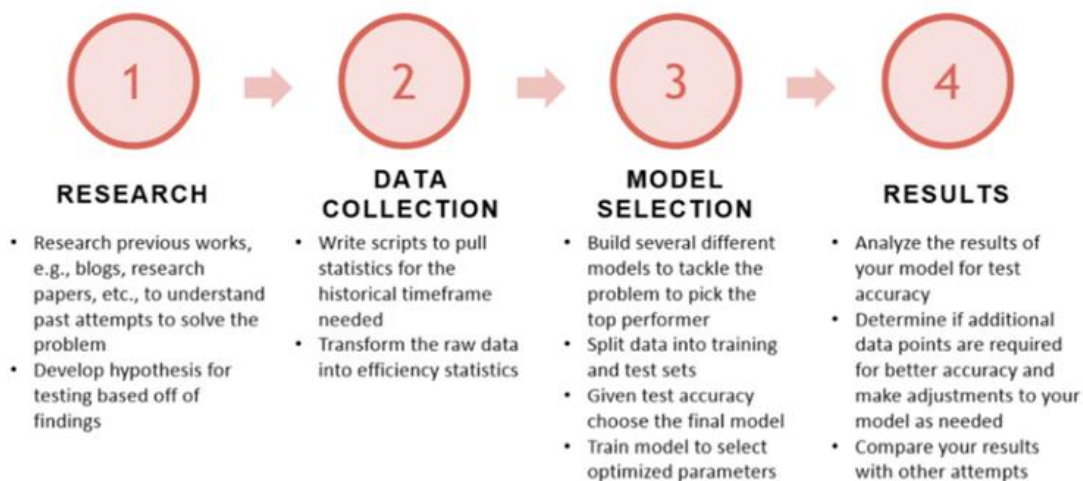 1
RESEARCH
• Research previous works,
e.g., blogs, research
papers, etc., to understand
past attempts to solve the
problem
• Develop hypothesis for
testing based off of
findings
2
DATA
COLLECTION
• Write scripts to pull
statistics for the
historical timeframe
needed
• Transform the raw data
into efficiency statistics
3
MODEL
SELECTION
• Build several different
models to tackle the
problem to pick the
top performer
• Split data into training
and test sets
• Given test accuracy
choose the final model
• Train model to select
optimized parameters
4
RESULTS
• Analyze the results of
your model for test
accuracy
• Determine if additional
data points are required
for better accuracy and
make adjustments to your
model as needed
• Compare your results
with other attempts